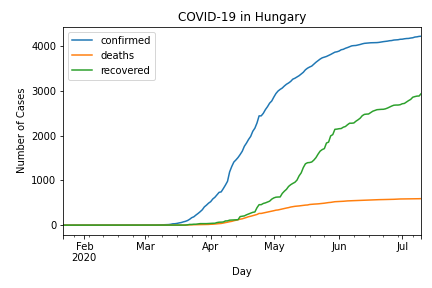 COVID-19 in Hungary
confirmed
deaths
recovered
Number of Cases
4000
3000
2000
1000
0
Feb Mar Apr May Jun Jul
2020
Day